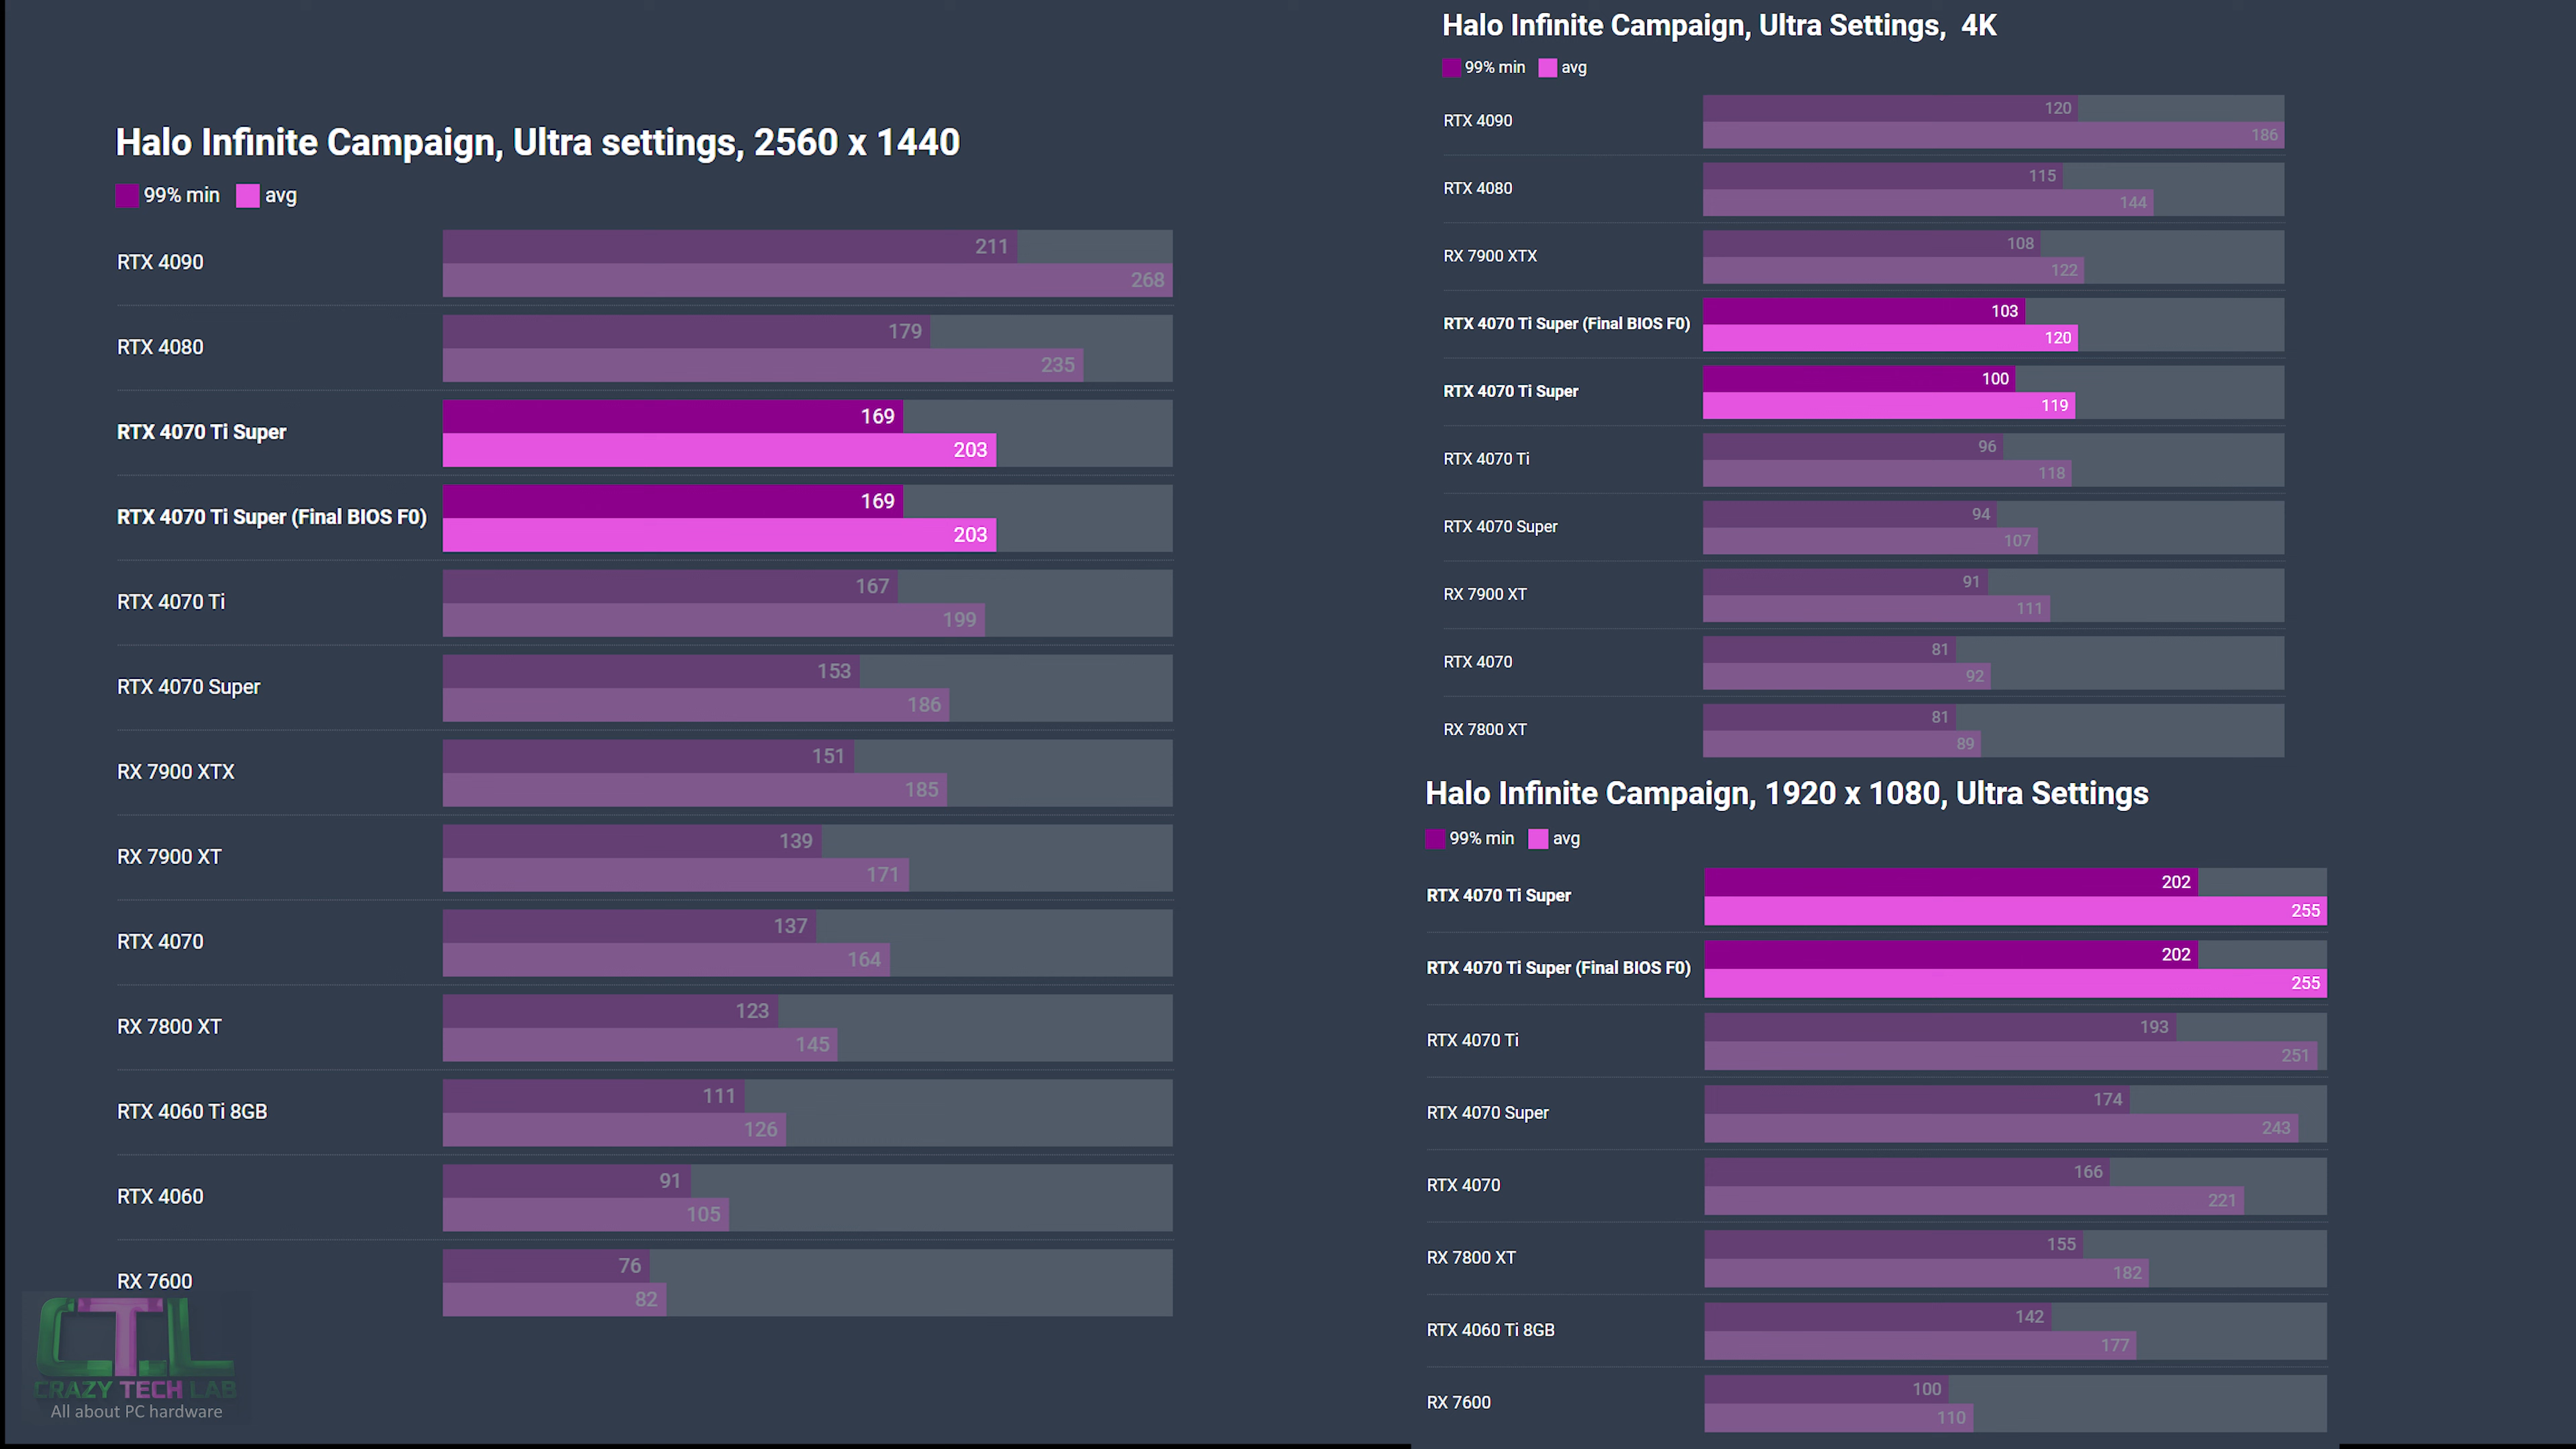 Halo Infinite Campaign, Ultra settings, 2560 x 1440
99% min avg
RTX 4090
211
268
RTX 4080
179
235
RTX 4070 Ti Super
169
203
RTX 4070 Ti Super (Final BIOS F0)
169
203
RTX 4070 Ti
167
199
RTX 4070 Super
153
186
RX 7900 XTX
151
185
RX 7900 XT
139
171
RTX 4070
137
164
RX 7800 XT
123
145
RTX 4060 Ti 8GB
111
126
RTX 4060
91
105
RX 7600
76
82
CTL
CRAZY TECH LAB
All about PC hardware
Halo Infinite Campaign, Ultra Settings, 4K
99% min avg
RTX 4090
120
186
RTX 4080
115
144
RX 7900 XTX
108
122
RTX 4070 Ti Super (Final BIOS F0)
103
120
RTX 4070 Ti Super
100
119
RTX 4070 Ti
96
118
RTX 4070 Super
94
107
RX 7900 XT
91
111
RTX 4070
81
92
RX 7800 XT
81
89
Halo Infinite Campaign, 1920 x 1080, Ultra Settings
99% min avg
RTX 4070 Ti Super
202
255
RTX 4070 Ti Super (Final BIOS F0)
202
255
RTX 4070 Ti
193
251
RTX 4070 Super
174
243
RTX 4070
166
221
RX 7800 XT
155
182
RTX 4060 Ti 8GB
142
177
RX 7600
100
110